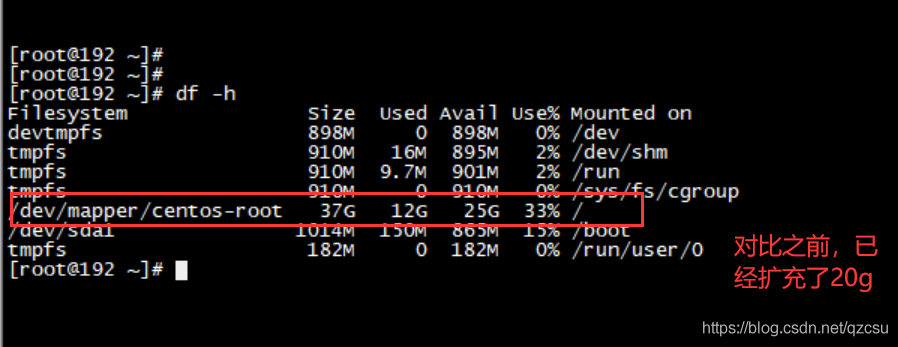 [root@192 ~]#
[root@192 ~]#
[root@192 ~]# df -h
Filesystem Size Used Avail Use% Mounted on
devtmpfs 898M 0 898M 0% /dev
tmpfs 910M 16M 895M 2% /dev/shm
tmpfs 910M 9.7M 901M 2% /run
tmpfs 910M 0 910M 0% /sys/fs/cgroup
/dev/mapper/centos-root 37G 12G 25G 33% /
/dev/sda1 1014M 150M 865M 15% /boot
tmpfs 182M 0 182M 0% /run/user/0
[root@192 ~]#
对比之前，已
经扩充了20g
https://blog.csdn.net/qzcsu